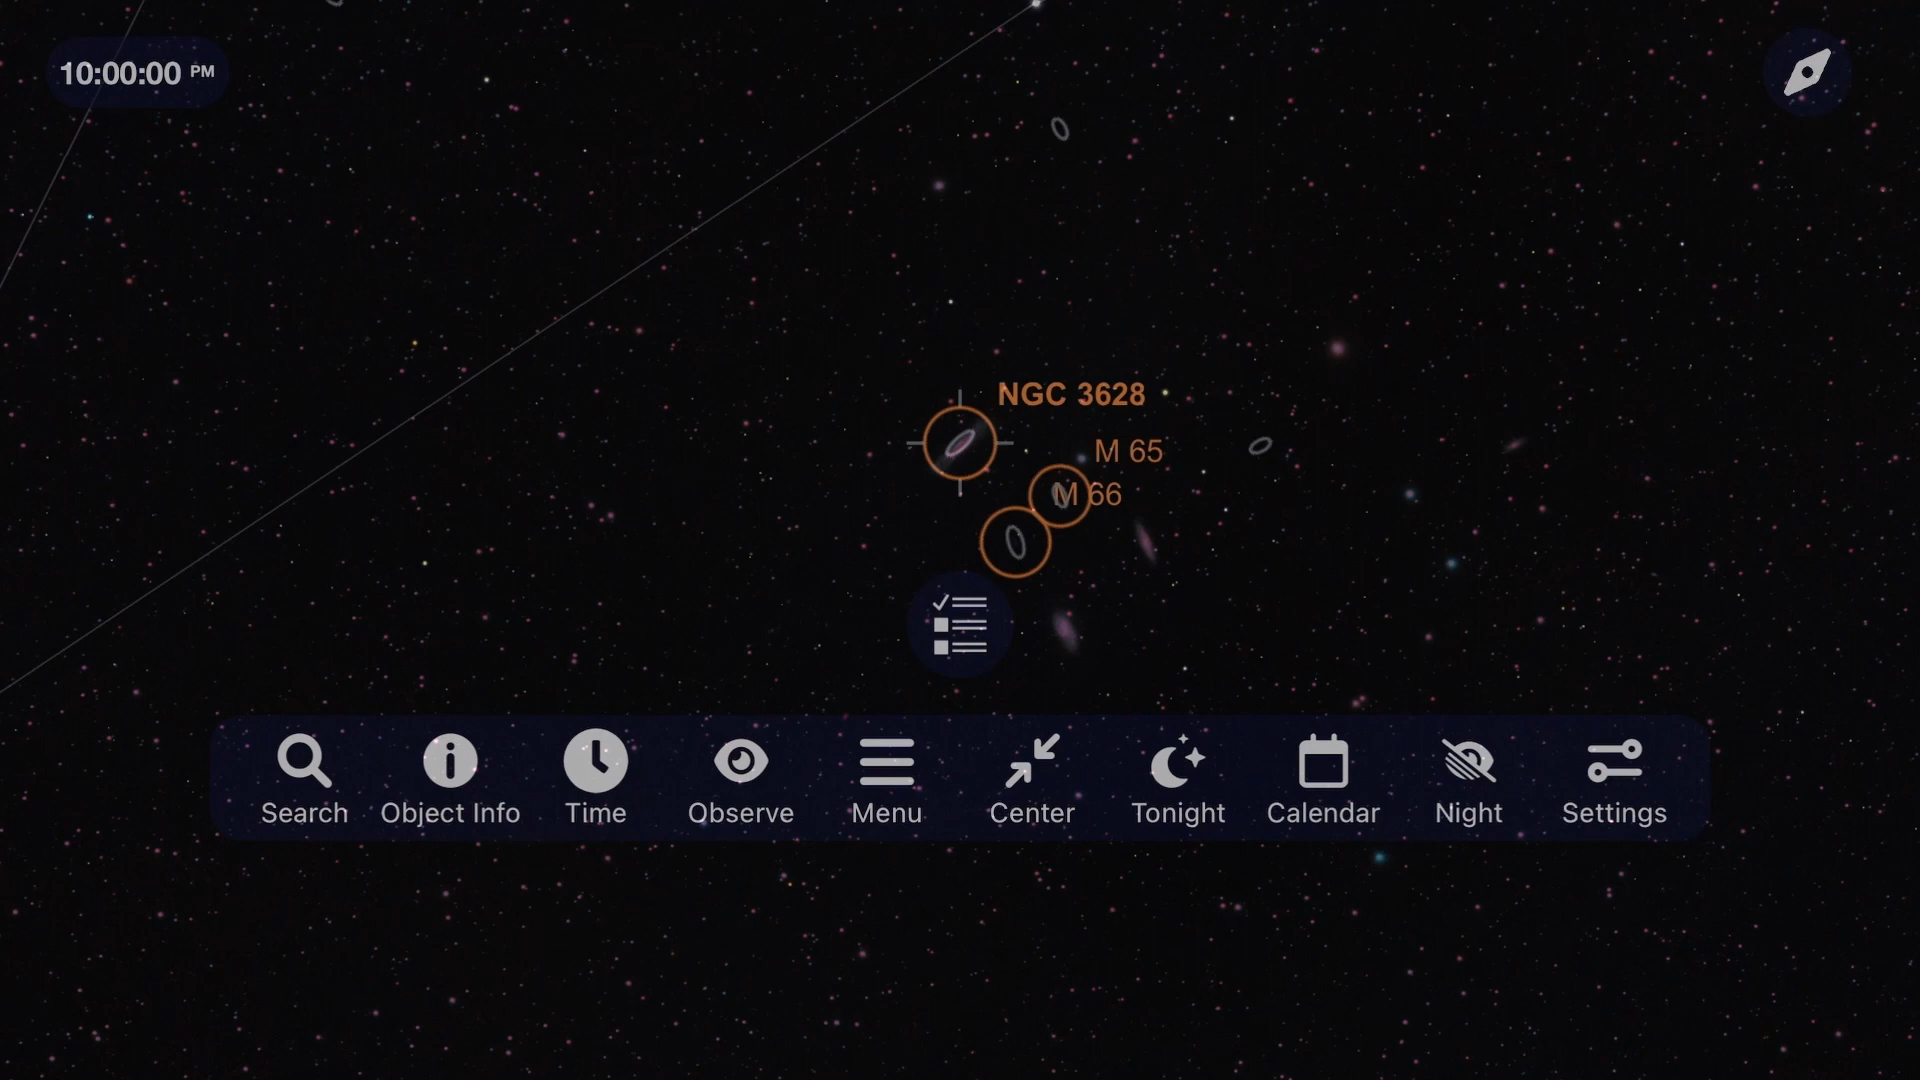 10:00:00 PM
NGC 3628
M 65
M 66
Search
Object Info
Time
Observe
Menu
Center
Tonight
Calendar
Night
Settings